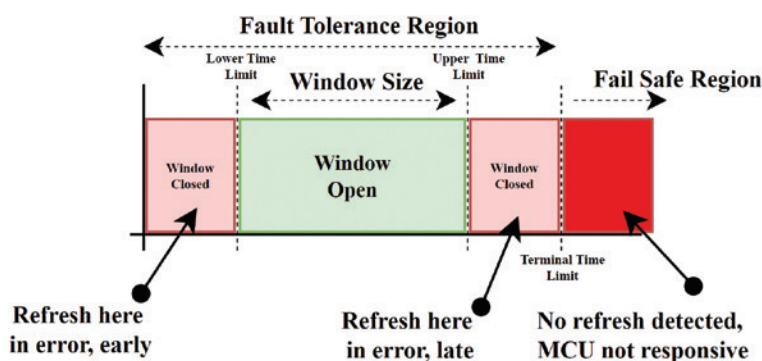 Fault Tolerance Region
Lower Time
Limit
Upper Time
Limit
Window Size
Fail Safe Region
Window
Closed
Window
Open
Window
Closed
Terminal Time
Limit
Refresh here
in error, early
Refresh here
in error, late
No refresh detected,
MCU not responsive